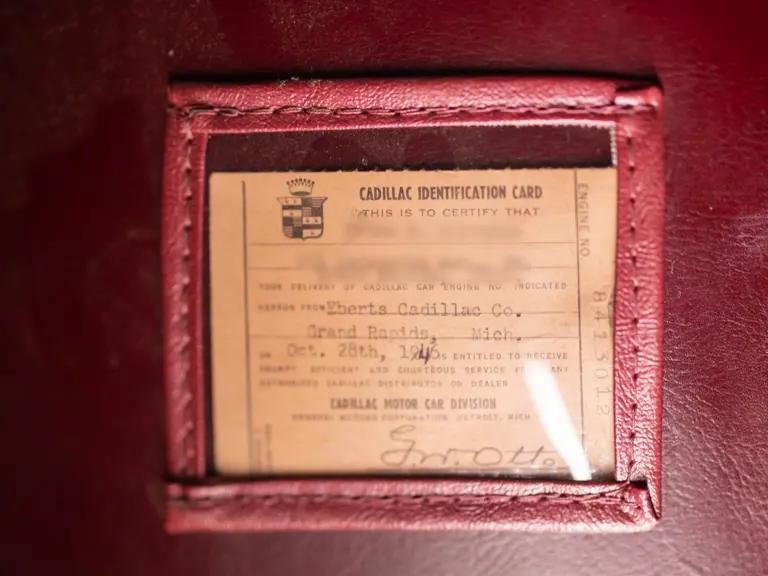 CADILLAC IDENTIFICATION CARD
THIS IS TO CERTIFY THAT
TOOK DELIVERY OF CADILLAC CAR ENGINE NO. INDICATED
HEREON FROM Eberts Cadillac Co.
Grand Rapids, Mich.
ON Oct. 28th, 1946 IS ENTITLED TO RECEIVE
PROMPT EFFICIENT AND COURTEOUS SERVICE FROM ANY
AUTHORIZED CADILLAC DISTRIBUTOR OR DEALER
CADILLAC MOTOR CAR DIVISION
GENERAL MOTORS CORPORATION, DETROIT, MICH
G.W. Otto
ENGINE NO.
8413012